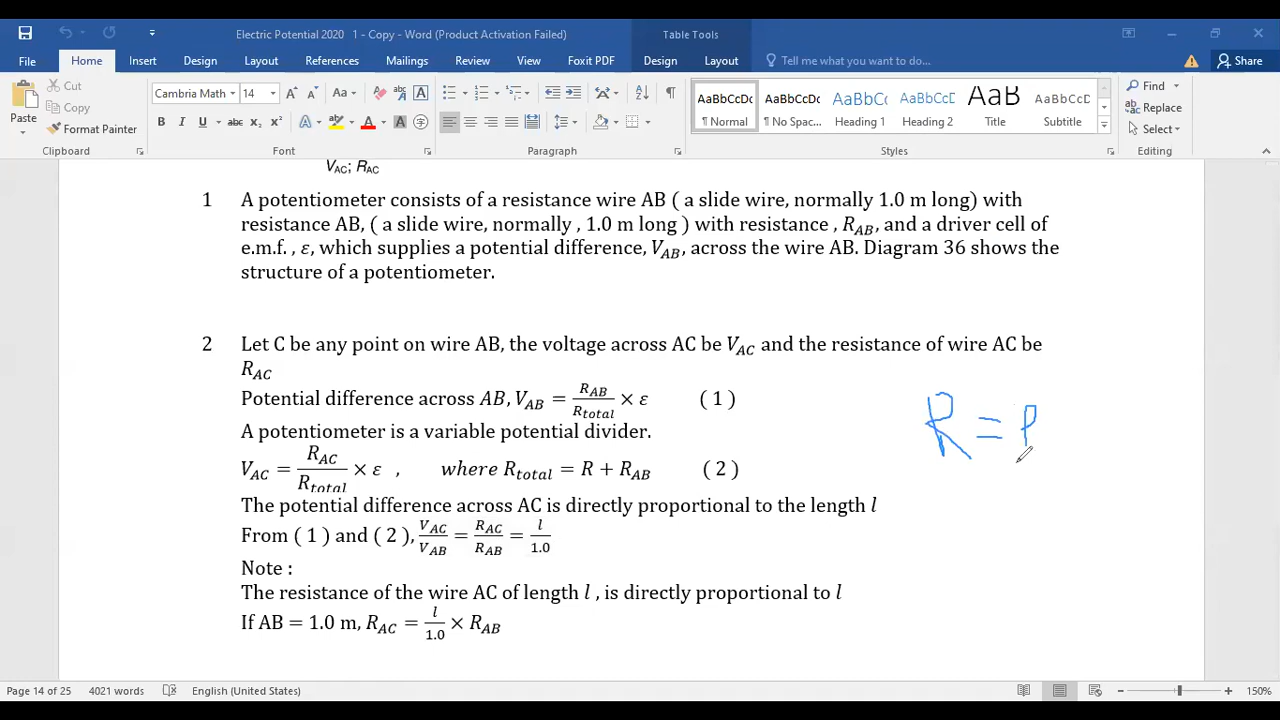 Electric Potential 2020 1 - Copy - Word (Product Activation Failed)
Table Tools
File Home Insert Design Layout References Mailings Review View Foxit PDF Design Layout Tell me what you want to do... Share
Paste
Cut
Copy
Format Painter
Cambria Math 14
AaBbCcDc AaBbCcDc AaBbC( AaBbCcD AaB AaBbCcD
¶ Normal ¶ No Spac... Heading 1 Heading 2 Title Subtitle
Find
Replace
Select
Clipboard Font Paragraph Styles Editing
V_AC; R_AC
1 A potentiometer consists of a resistance wire AB ( a slide wire, normally 1.0 m long) with
resistance AB, ( a slide wire, normally , 1.0 m long ) with resistance , R_AB, and a driver cell of
e.m.f. , ε, which supplies a potential difference, V_AB, across the wire AB. Diagram 36 shows the
structure of a potentiometer.
2 Let C be any point on wire AB, the voltage across AC be V_AC and the resistance of wire AC be
R_AC
Potential difference across AB, V_AB = R_AB/R_total × ε ( 1 )
A potentiometer is a variable potential divider.
V_AC = R_AC/R_total × ε , where R_total = R + R_AB ( 2 )
The potential difference across AC is directly proportional to the length l
From ( 1 ) and ( 2 ), V_AC/V_AB = R_AC/R_AB = l/1.0
Note :
The resistance of the wire AC of length l , is directly proportional to l
If AB = 1.0 m, R_AC = l/1.0 × R_AB
R = P
Page 14 of 25 4021 words English (United States) 150%